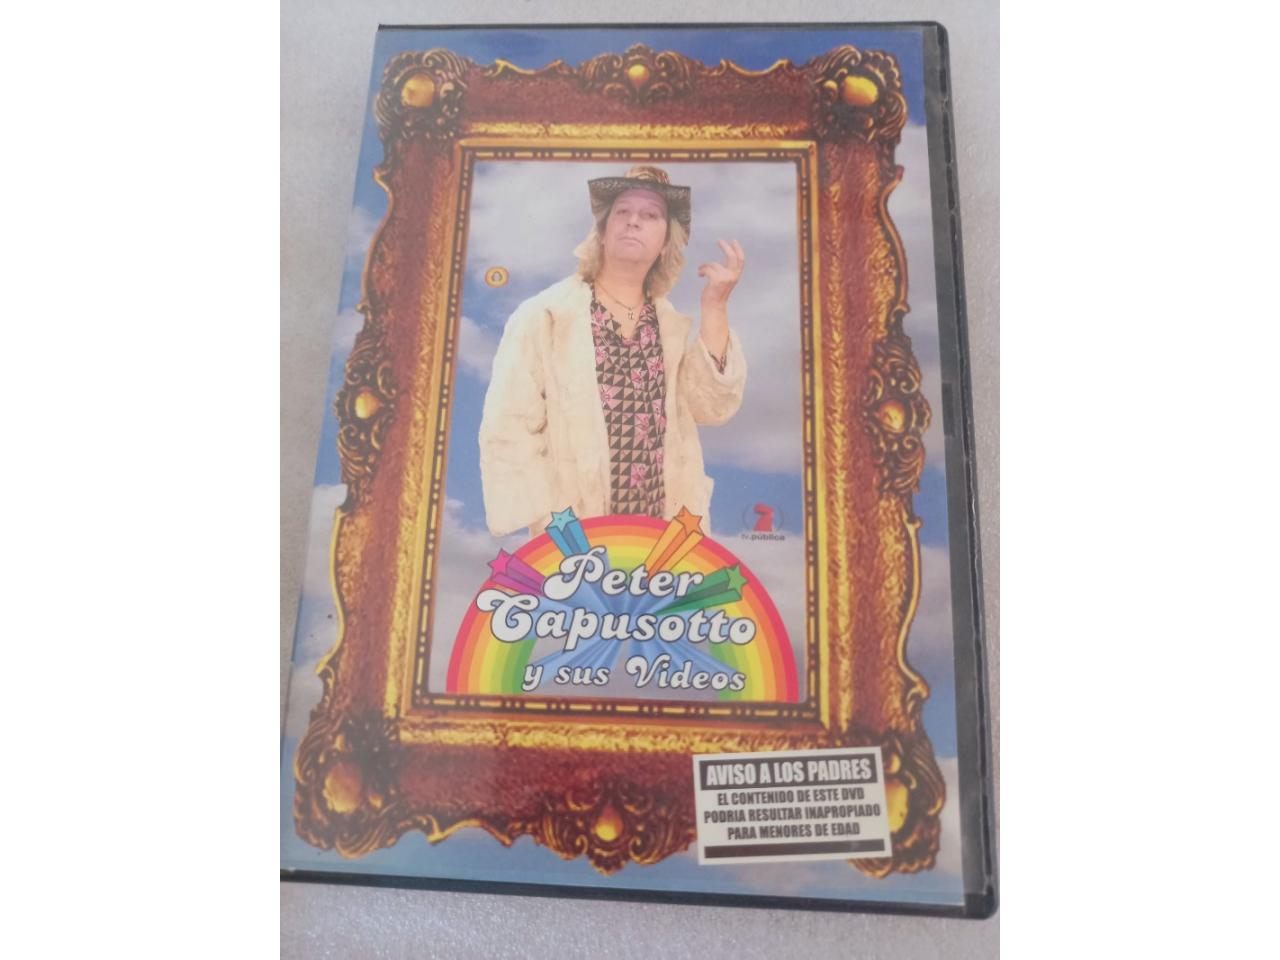 tv.pública
Peter
Capusotto
y sus Videos
AVISO A LOS PADRES
EL CONTENIDO DE ESTE DVD
PODRIA RESULTAR INAPROPIADO
PARA MENORES DE EDAD